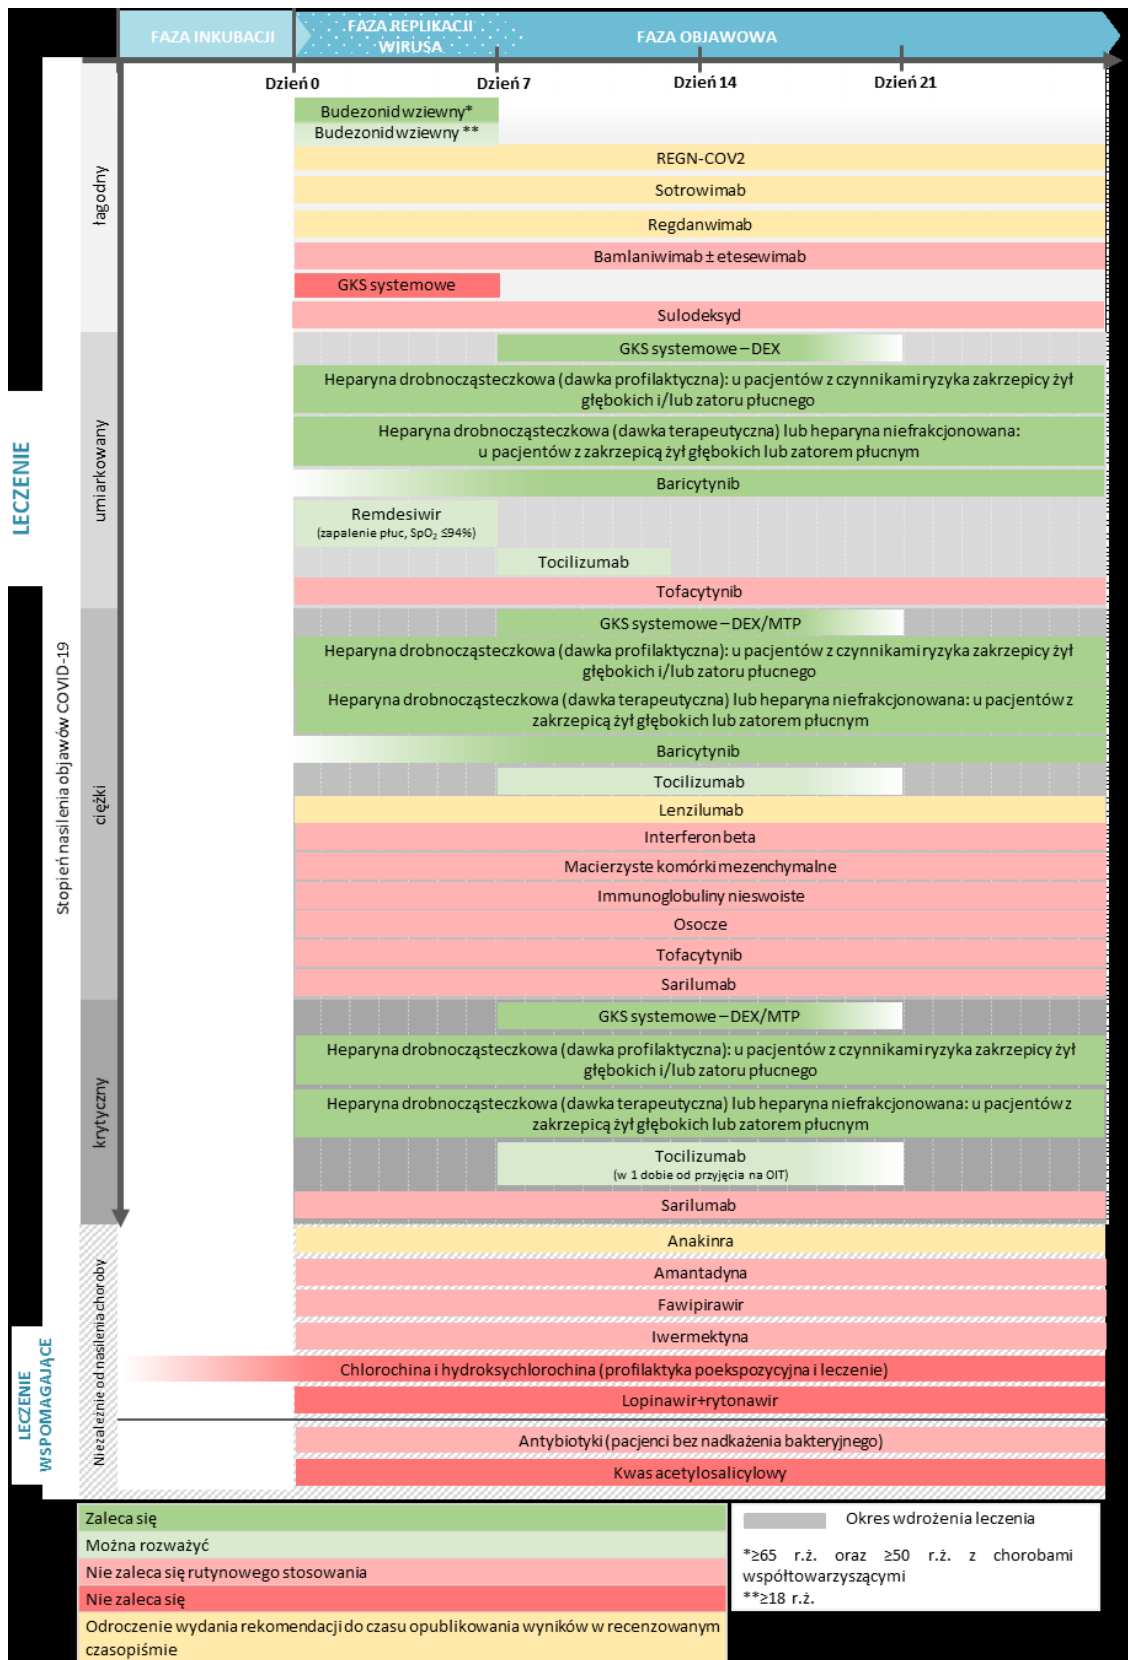 FAZA INKUBACJI
FAZA REPLIKACJI
WIRUSA
FAZA OBJAWOWA
Dzień 0
Dzień 7
Dzień 14
Dzień 21
LECZENIE
Stopień nasilenia objawów COVID-19
łagodny
Budezonid wziewny*
Budezonid wziewny **
REGN-COV2
Sotrowimab
Regdanwimab
Bamlaniwimab ± etesewimab
GKS systemowe
Sulodeksyd
umiarkowany
GKS systemowe – DEX
Heparyna drobnocząsteczkowa (dawka profilaktyczna): u pacjentów z czynnikami ryzyka zakrzepicy żył
głębokich i/lub zatoru płucnego
Heparyna drobnocząsteczkowa (dawka terapeutyczna) lub heparyna niefrakcjonowana:
u pacjentów z zakrzepicą żył głębokich lub zatorem płucnym
Baricytynib
Remdesiwir
(zapalenie płuc, SpO₂ ≤94%)
Tocilizumab
Tofacytynib
ciężki
GKS systemowe – DEX/MTP
Heparyna drobnocząsteczkowa (dawka profilaktyczna): u pacjentów z czynnikami ryzyka zakrzepicy żył
głębokich i/lub zatoru płucnego
Heparyna drobnocząsteczkowa (dawka terapeutyczna) lub heparyna niefrakcjonowana: u pacjentów z
zakrzepicą żył głębokich lub zatorem płucnym
Baricytynib
Tocilizumab
Lenzilumab
Interferon beta
Macierzyste komórki mezenchymalne
Immunoglobuliny nieswoiste
Osocze
Tofacytynib
Sarilumab
krytyczny
GKS systemowe – DEX/MTP
Heparyna drobnocząsteczkowa (dawka profilaktyczna): u pacjentów z czynnikami ryzyka zakrzepicy żył
głębokich i/lub zatoru płucnego
Heparyna drobnocząsteczkowa (dawka terapeutyczna) lub heparyna niefrakcjonowana: u pacjentów z
zakrzepicą żył głębokich lub zatorem płucnym
Tocilizumab
(w 1 dobie od przyjęcia na OIT)
Sarilumab
Niezależnie od nasilenia choroby
Anakinra
Amantadyna
Fawipirawir
Iwermektyna
Chlorochina i hydroksychlorochina (profilaktyka poekspozycyjna i leczenie)
Lopinawir+rytonawir
LECZENIE
WSPOMAGAJĄCE
Antybiotyki (pacjenci bez nadkażenia bakteryjnego)
Kwas acetylosalicylowy
Zaleca się
Można rozważyć
Nie zaleca się rutynowego stosowania
Nie zaleca się
Odroczenie wydania rekomendacji do czasu opublikowania wyników w recenzowanym
czasopiśmie
Okres wdrożenia leczenia
*≥65 r.ż. oraz ≥50 r.ż. z chorobami
współtowarzyszącymi
**≥18 r.ż.